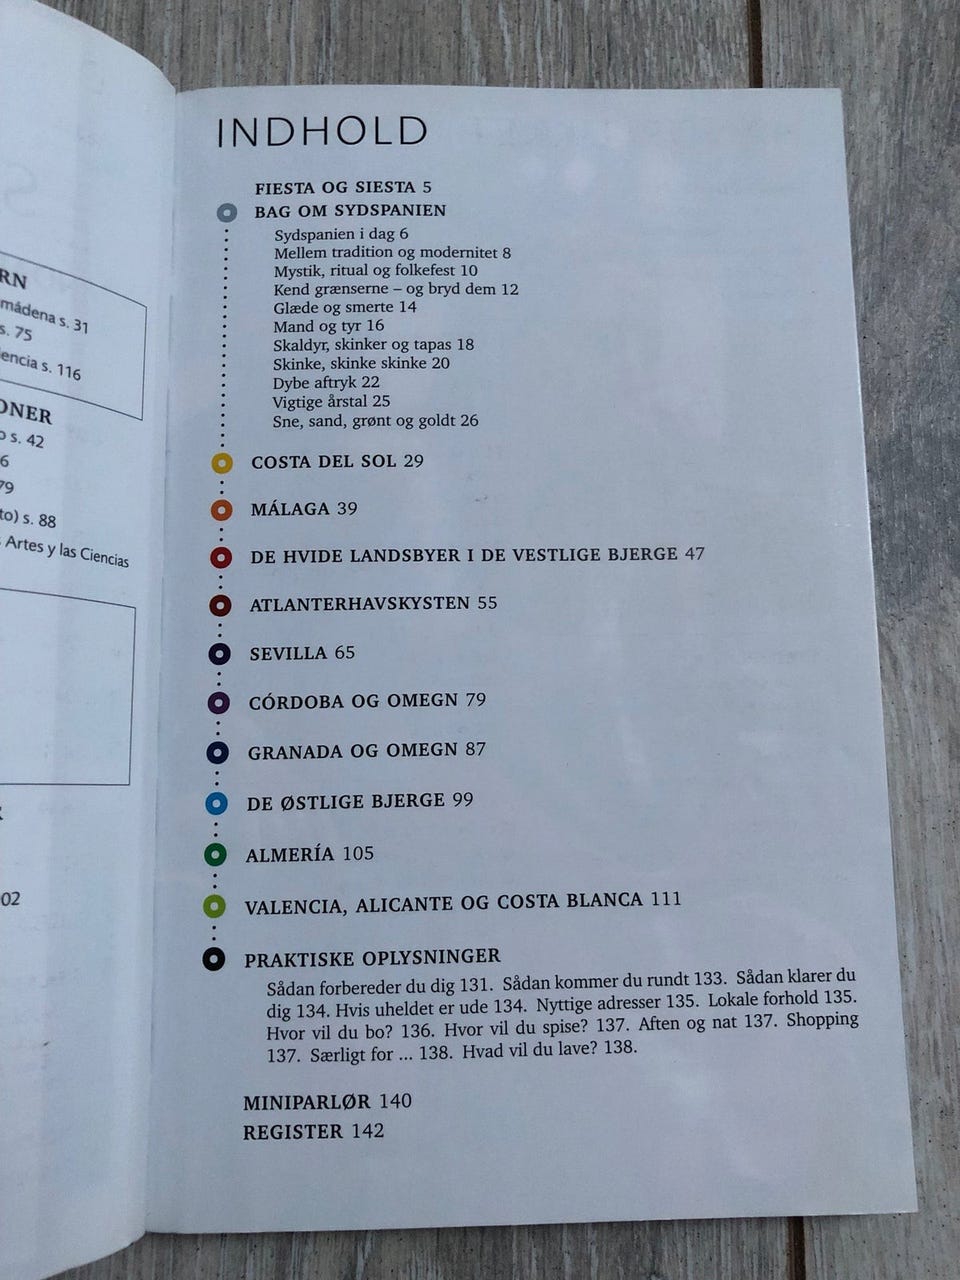 RN
mádena s. 31
s. 75
encia s. 116
ONER
o s. 42
6
79
to) s. 88
Artes y las Ciencias
02
INDHOLD
FIESTA OG SIESTA 5
BAG OM SYDSPANIEN
Sydspanien i dag 6
Mellem tradition og modernitet 8
Mystik, ritual og folkefest 10
Kend grænserne – og bryd dem 12
Glæde og smerte 14
Mand og tyr 16
Skaldyr, skinker og tapas 18
Skinke, skinke skinke 20
Dybe aftryk 22
Vigtige årstal 25
Sne, sand, grønt og goldt 26
COSTA DEL SOL 29
MÁLAGA 39
DE HVIDE LANDSBYER I DE VESTLIGE BJERGE 47
ATLANTERHAVSKYSTEN 55
SEVILLA 65
CÓRDOBA OG OMEGN 79
GRANADA OG OMEGN 87
DE ØSTLIGE BJERGE 99
ALMERÍA 105
VALENCIA, ALICANTE OG COSTA BLANCA 111
PRAKTISKE OPLYSNINGER
Sådan forbereder du dig 131. Sådan kommer du rundt 133. Sådan klarer du
dig 134. Hvis uheldet er ude 134. Nyttige adresser 135. Lokale forhold 135.
Hvor vil du bo? 136. Hvor vil du spise? 137. Aften og nat 137. Shopping
137. Særligt for ... 138. Hvad vil du lave? 138.
MINIPARLØR 140
REGISTER 142